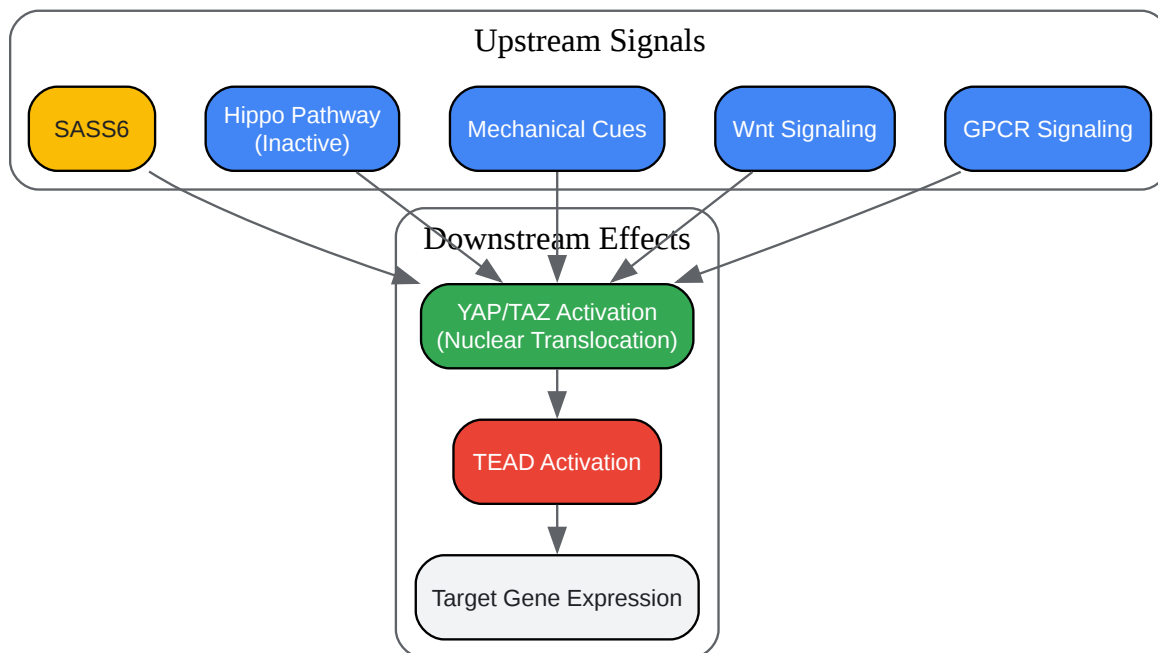 Upstream Signals
SASS6
Hippo Pathway
(Inactive)
Mechanical Cues
Wnt Signaling
GPCR Signaling
Downstream Effects
YAP/TAZ Activation
(Nuclear Translocation)
TEAD Activation
Target Gene Expression